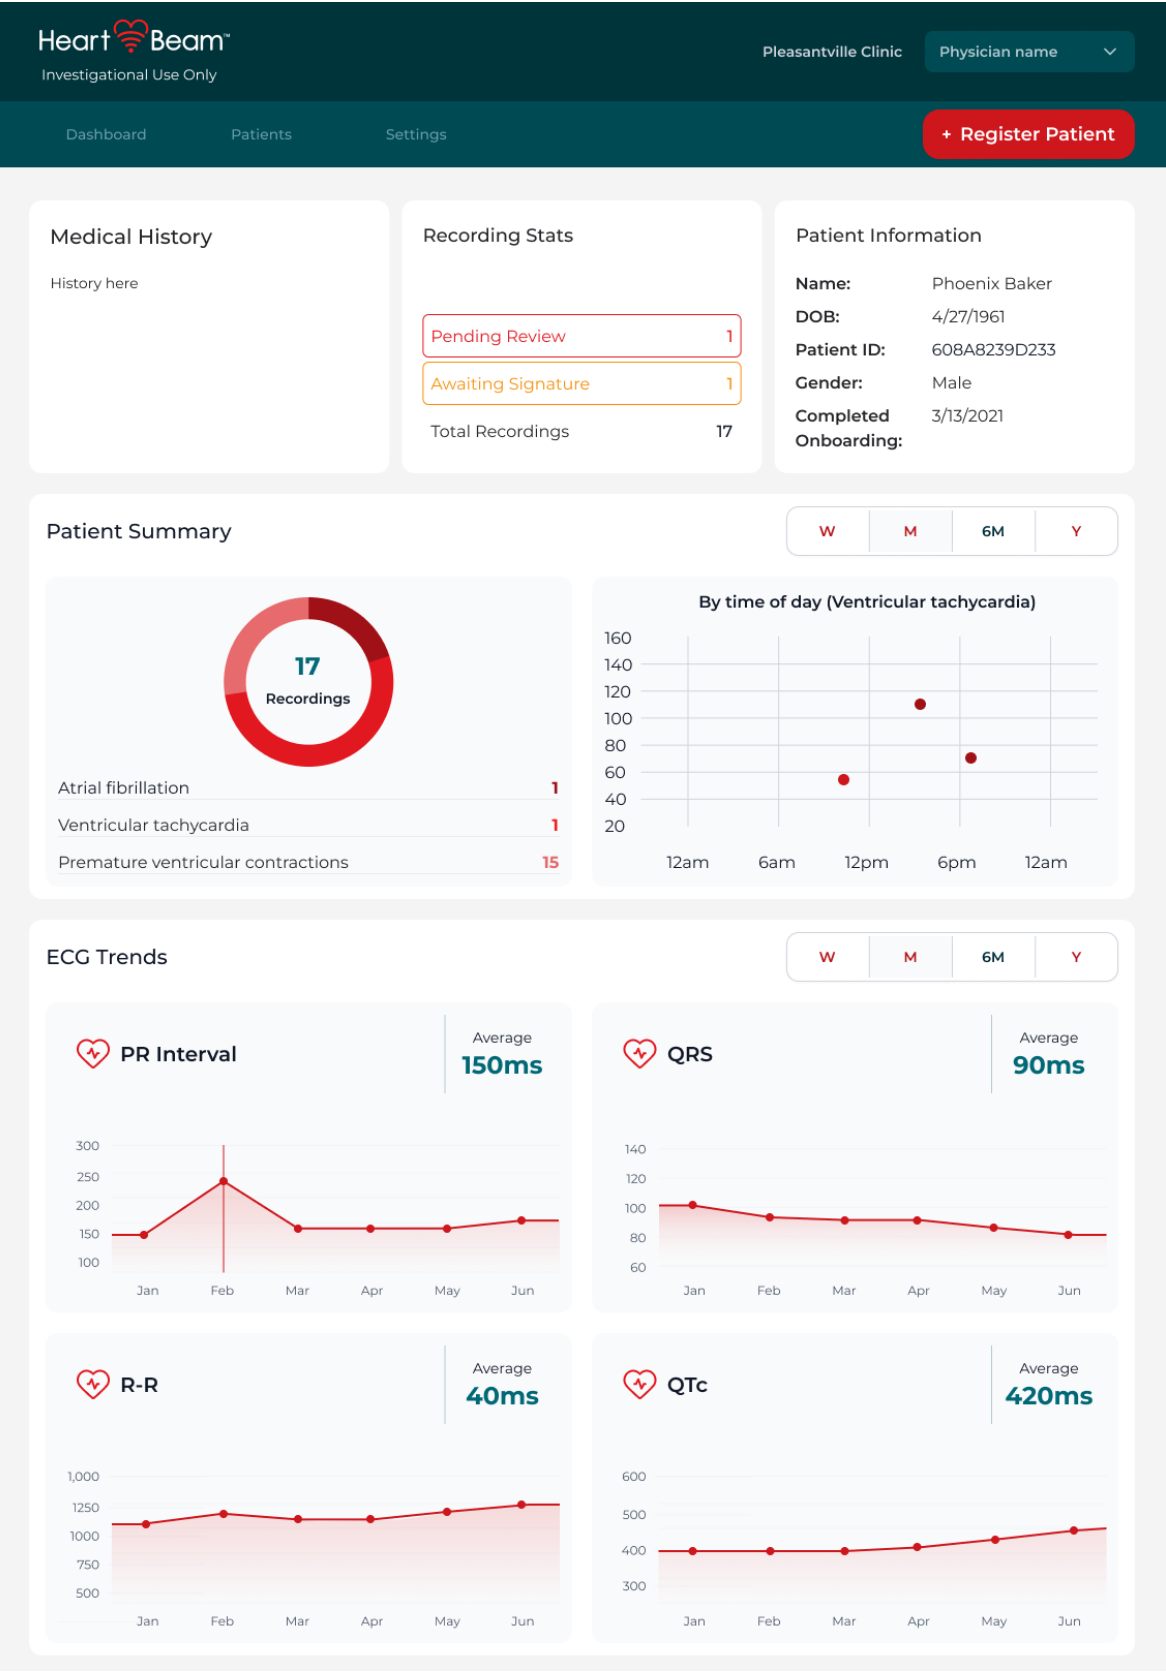 Heart Beam™
Investigational Use Only
Pleasantville Clinic
Physician name
Dashboard
Patients
Settings
+ Register Patient
Medical History
History here
Recording Stats
Pending Review 1
Awaiting Signature 1
Total Recordings 17
Patient Information
Name: Phoenix Baker
DOB: 4/27/1961
Patient ID: 608A8239D233
Gender: Male
Completed 3/13/2021
Onboarding:
Patient Summary
W M 6M Y
17
Recordings
Atrial fibrillation 1
Ventricular tachycardia 1
Premature ventricular contractions 15
By time of day (Ventricular tachycardia)
160
140
120
100
80
60
40
20
12am 6am 12pm 6pm 12am
ECG Trends
W M 6M Y
PR Interval
Average
150ms
300
250
200
150
100
Jan Feb Mar Apr May Jun
QRS
Average
90ms
140
120
100
80
60
Jan Feb Mar Apr May Jun
R-R
Average
40ms
1,000
1250
1000
750
500
Jan Feb Mar Apr May Jun
QTc
Average
420ms
600
500
400
300
Jan Feb Mar Apr May Jun